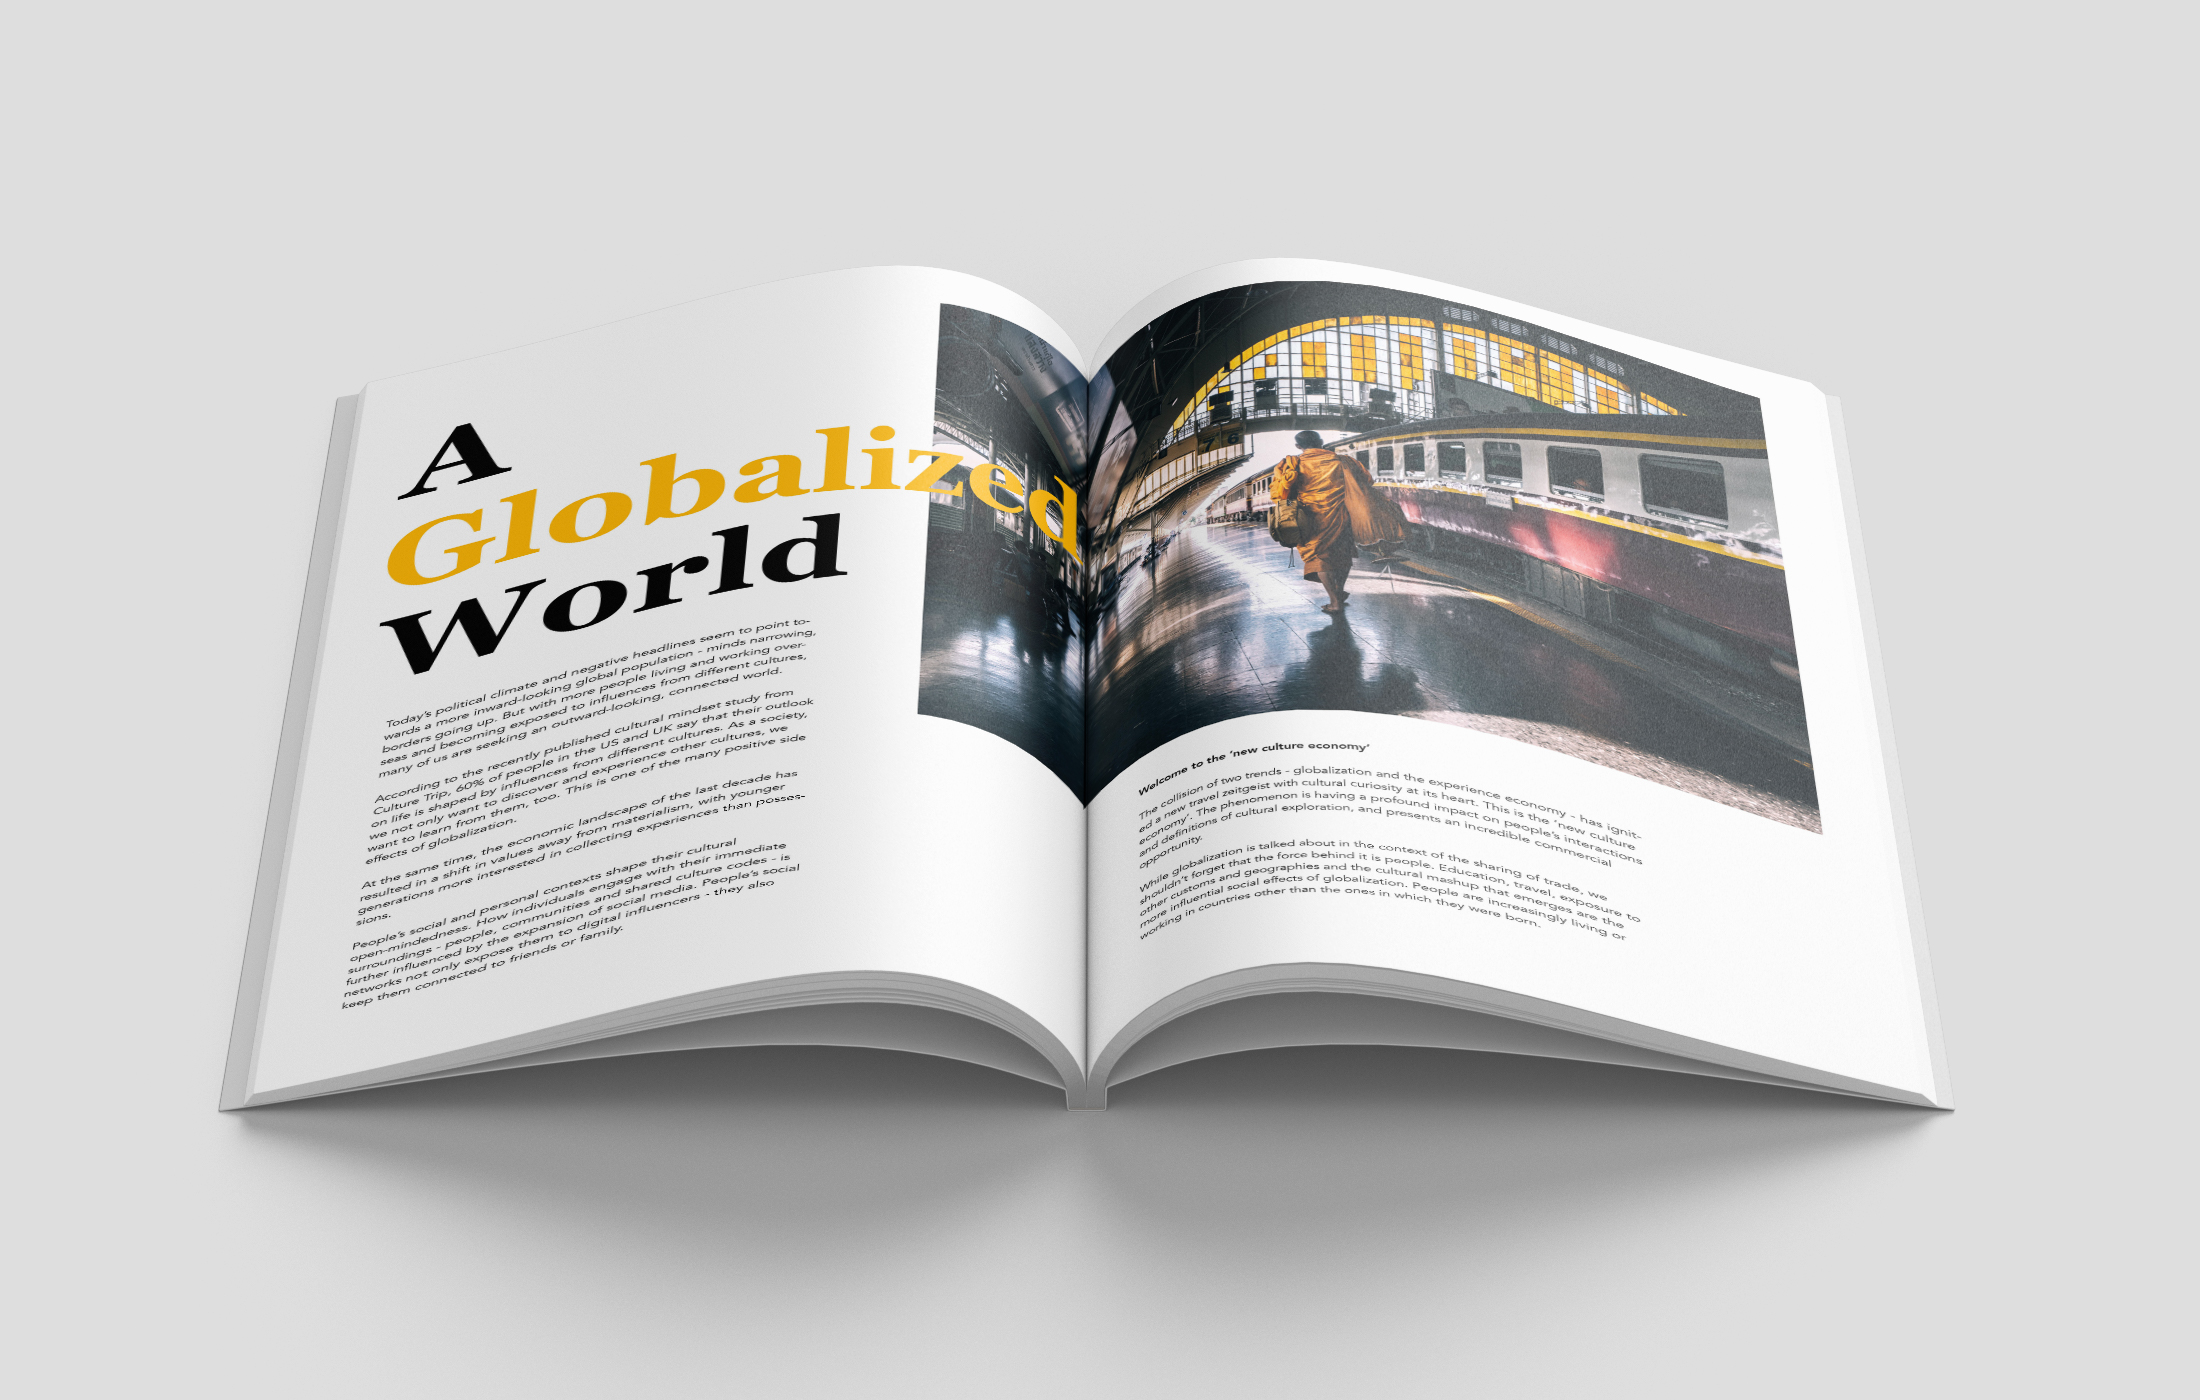 A
Globalized
World
Today's political climate and negative headlines seem to point to-
wards a more inward-looking global population - minds narrowing,
borders going up. But with more people living and working over-
seas and becoming exposed to influences from different cultures,
many of us are seeking an outward-looking, connected world.
According to the recently published cultural mindset study from
Culture Trip, 60% of people in the US and UK say that their outlook
on life is shaped by influences from different cultures. As a society,
we not only want to discover and experience other cultures, we
want to learn from them, too. This is one of the many positive side
effects of globalization.
At the same time, the economic landscape of the last decade has
resulted in a shift in values away from materialism, with younger
generations more interested in collecting experiences than posses-
sions.
People's social and personal contexts shape their cultural
open-mindedness. How individuals engage with their immediate
surroundings - people, communities and shared culture codes - is
further influenced by the expansion of social media. People's social
networks not only expose them to digital influencers - they also
keep them connected to friends or family.
7 6
Welcome to the 'new culture economy'
The collision of two trends - globalization and the experience economy - has ignit-
ed a new travel zeitgeist with cultural curiosity at its heart. This is the 'new culture
economy'. The phenomenon is having a profound impact on people's interactions
and definitions of cultural exploration, and presents an incredible commercial
opportunity.
While globalization is talked about in the context of the sharing of trade, we
shouldn't forget that the force behind it is people. Education, travel, exposure to
other customs and geographies and the cultural mashup that emerges are the
more influential social effects of globalization. People are increasingly living or
working in countries other than the ones in which they were born.